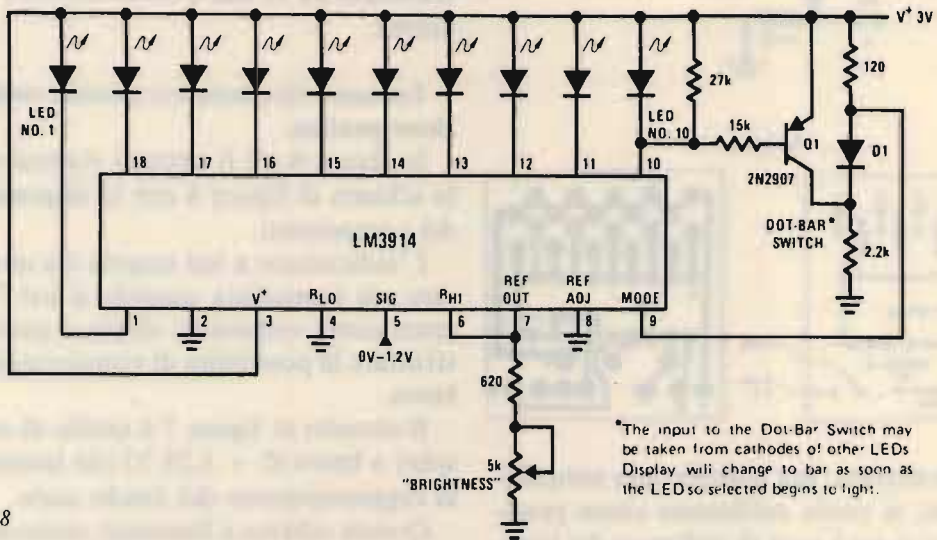 V+ 3V
LED
NO. 1
LED
NO. 10
27k
15k
120
Q1
D1
2N2907
DOT-BAR*
SWITCH
2.2k
18 17 16 15 14 13 12 11 10
LM3914
V+ RLO SIG RHI REF OUT REF ADJ MODE
1 2 3 4 5 6 7 8 9
0V–1.2V
620
5k
"BRIGHTNESS"
*The input to the Dot-Bar Switch may
be taken from cathodes of other LEDs
Display will change to bar as soon as
the LED so selected begins to light.
8